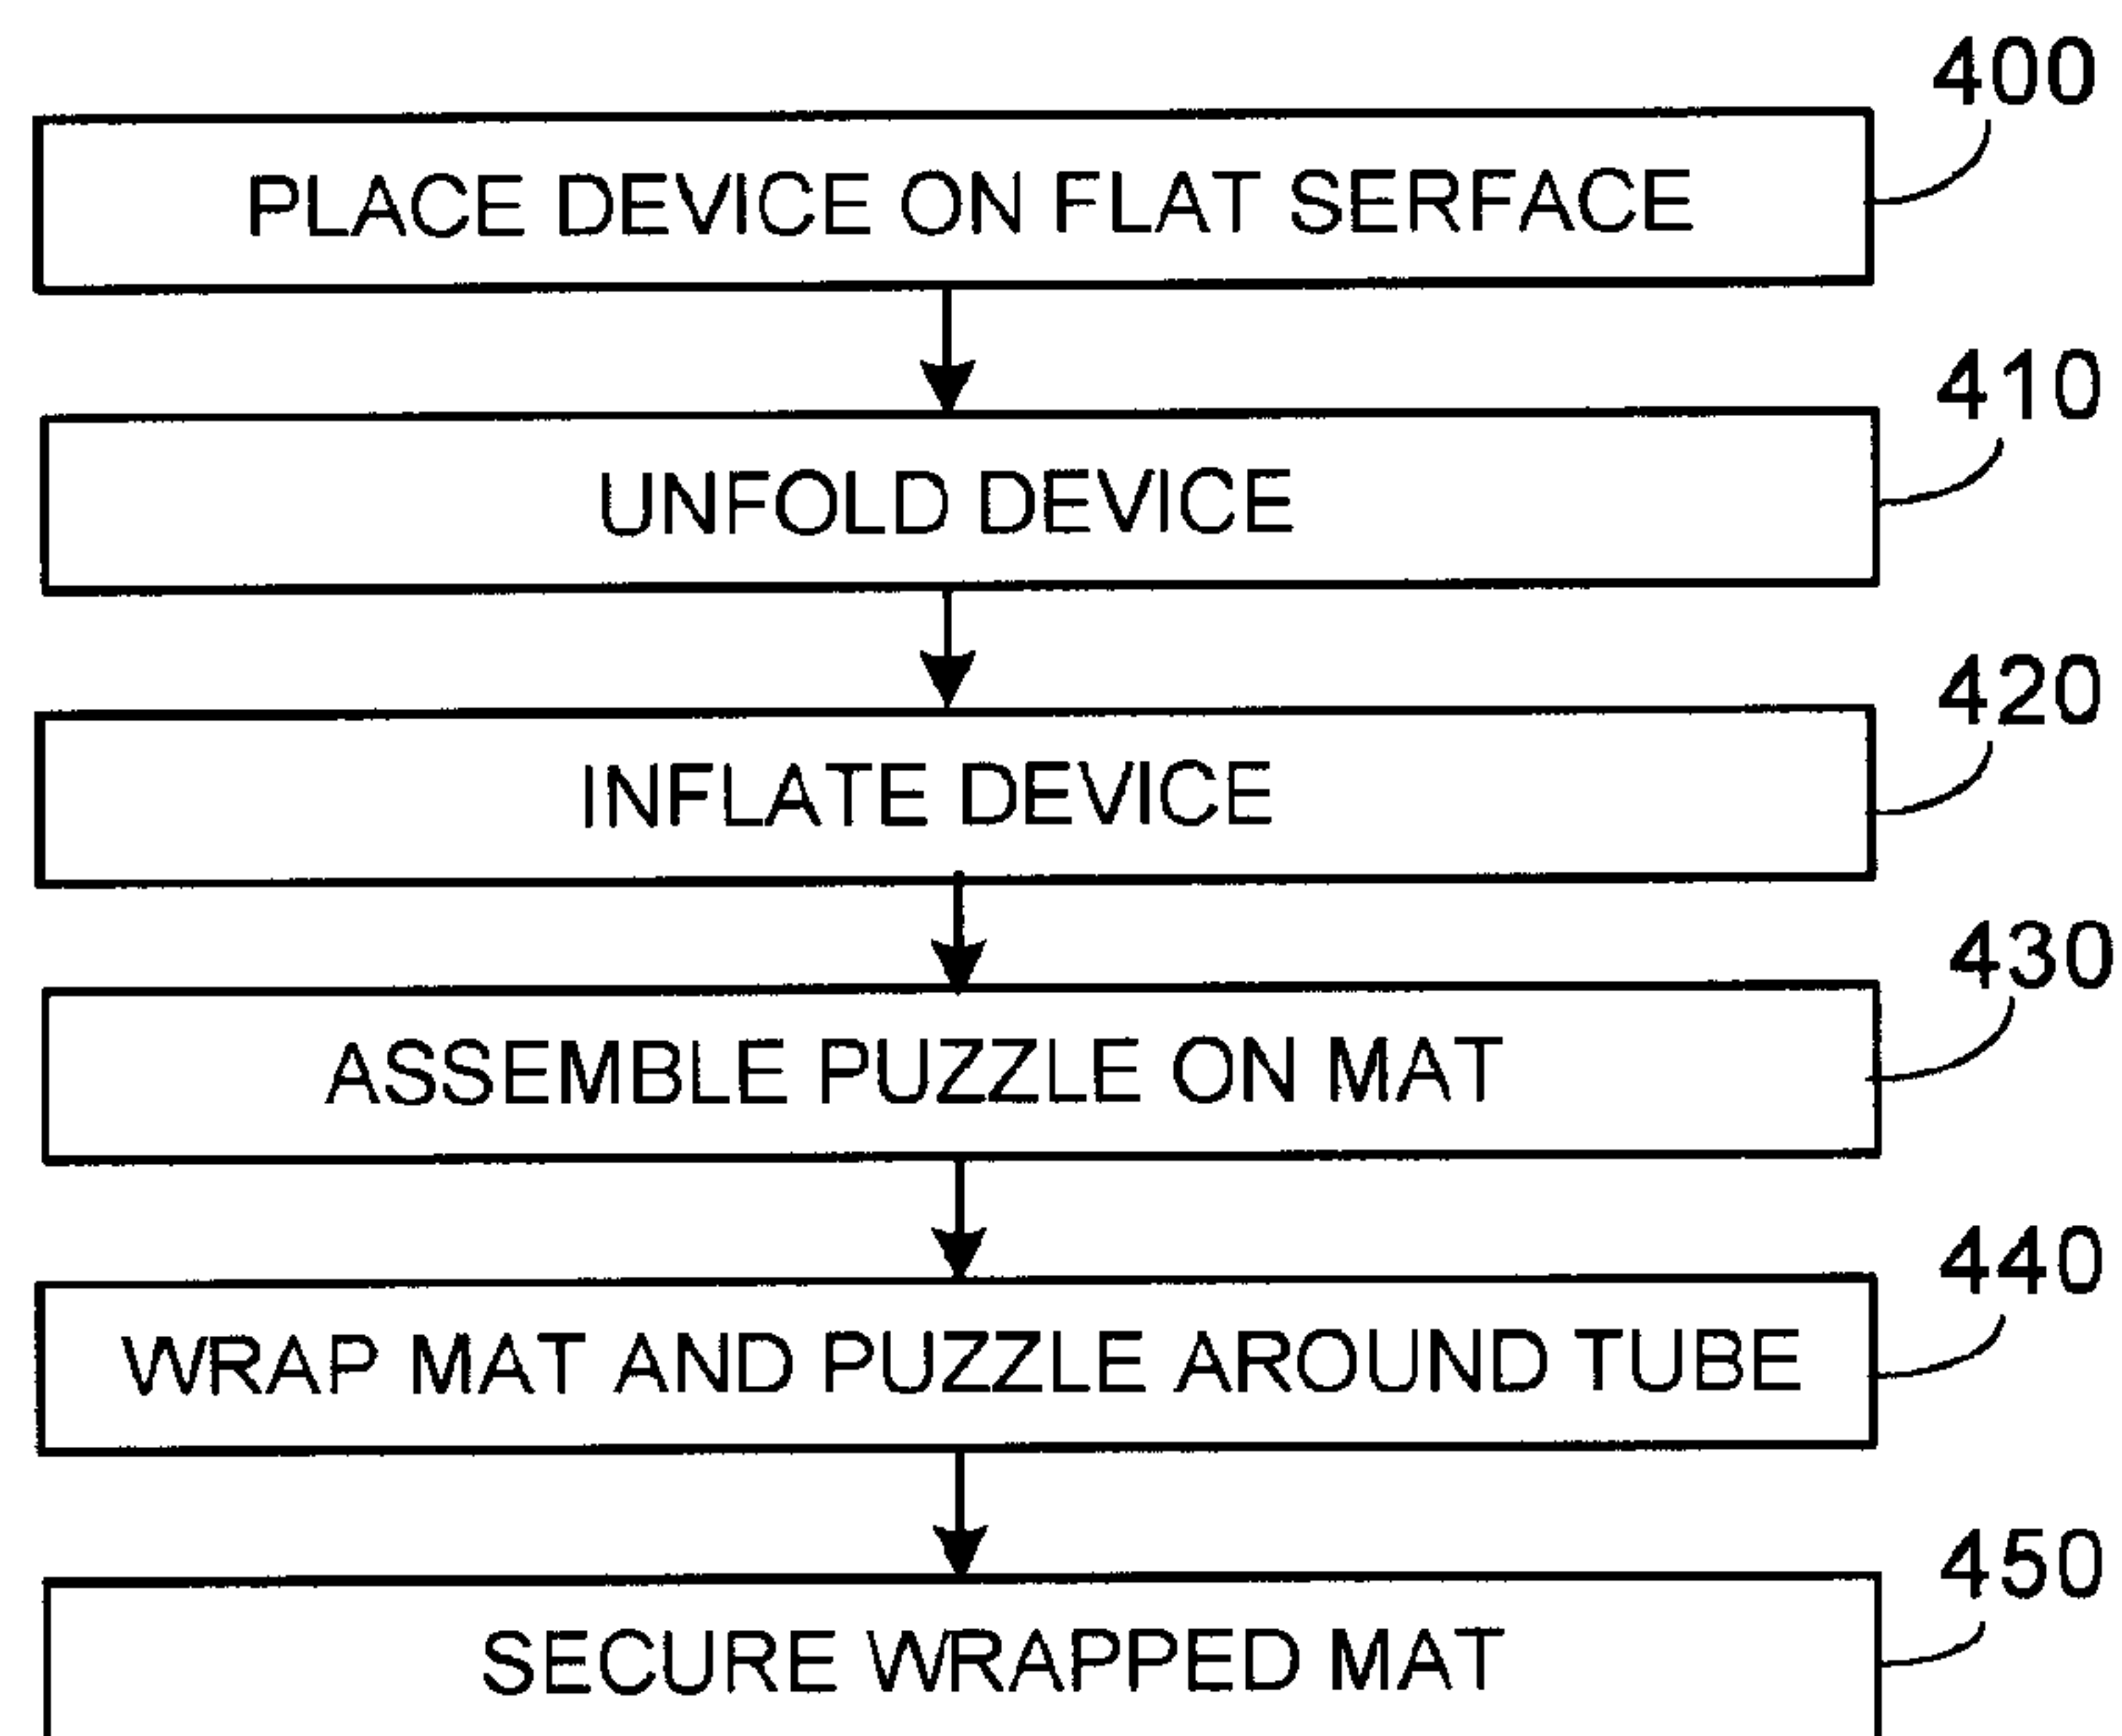 400
PLACE DEVICE ON FLAT SERFACE
410
UNFOLD DEVICE
420
INFLATE DEVICE
430
ASSEMBLE PUZZLE ON MAT
440
WRAP MAT AND PUZZLE AROUND TUBE
450
SECURE WRAPPED MAT